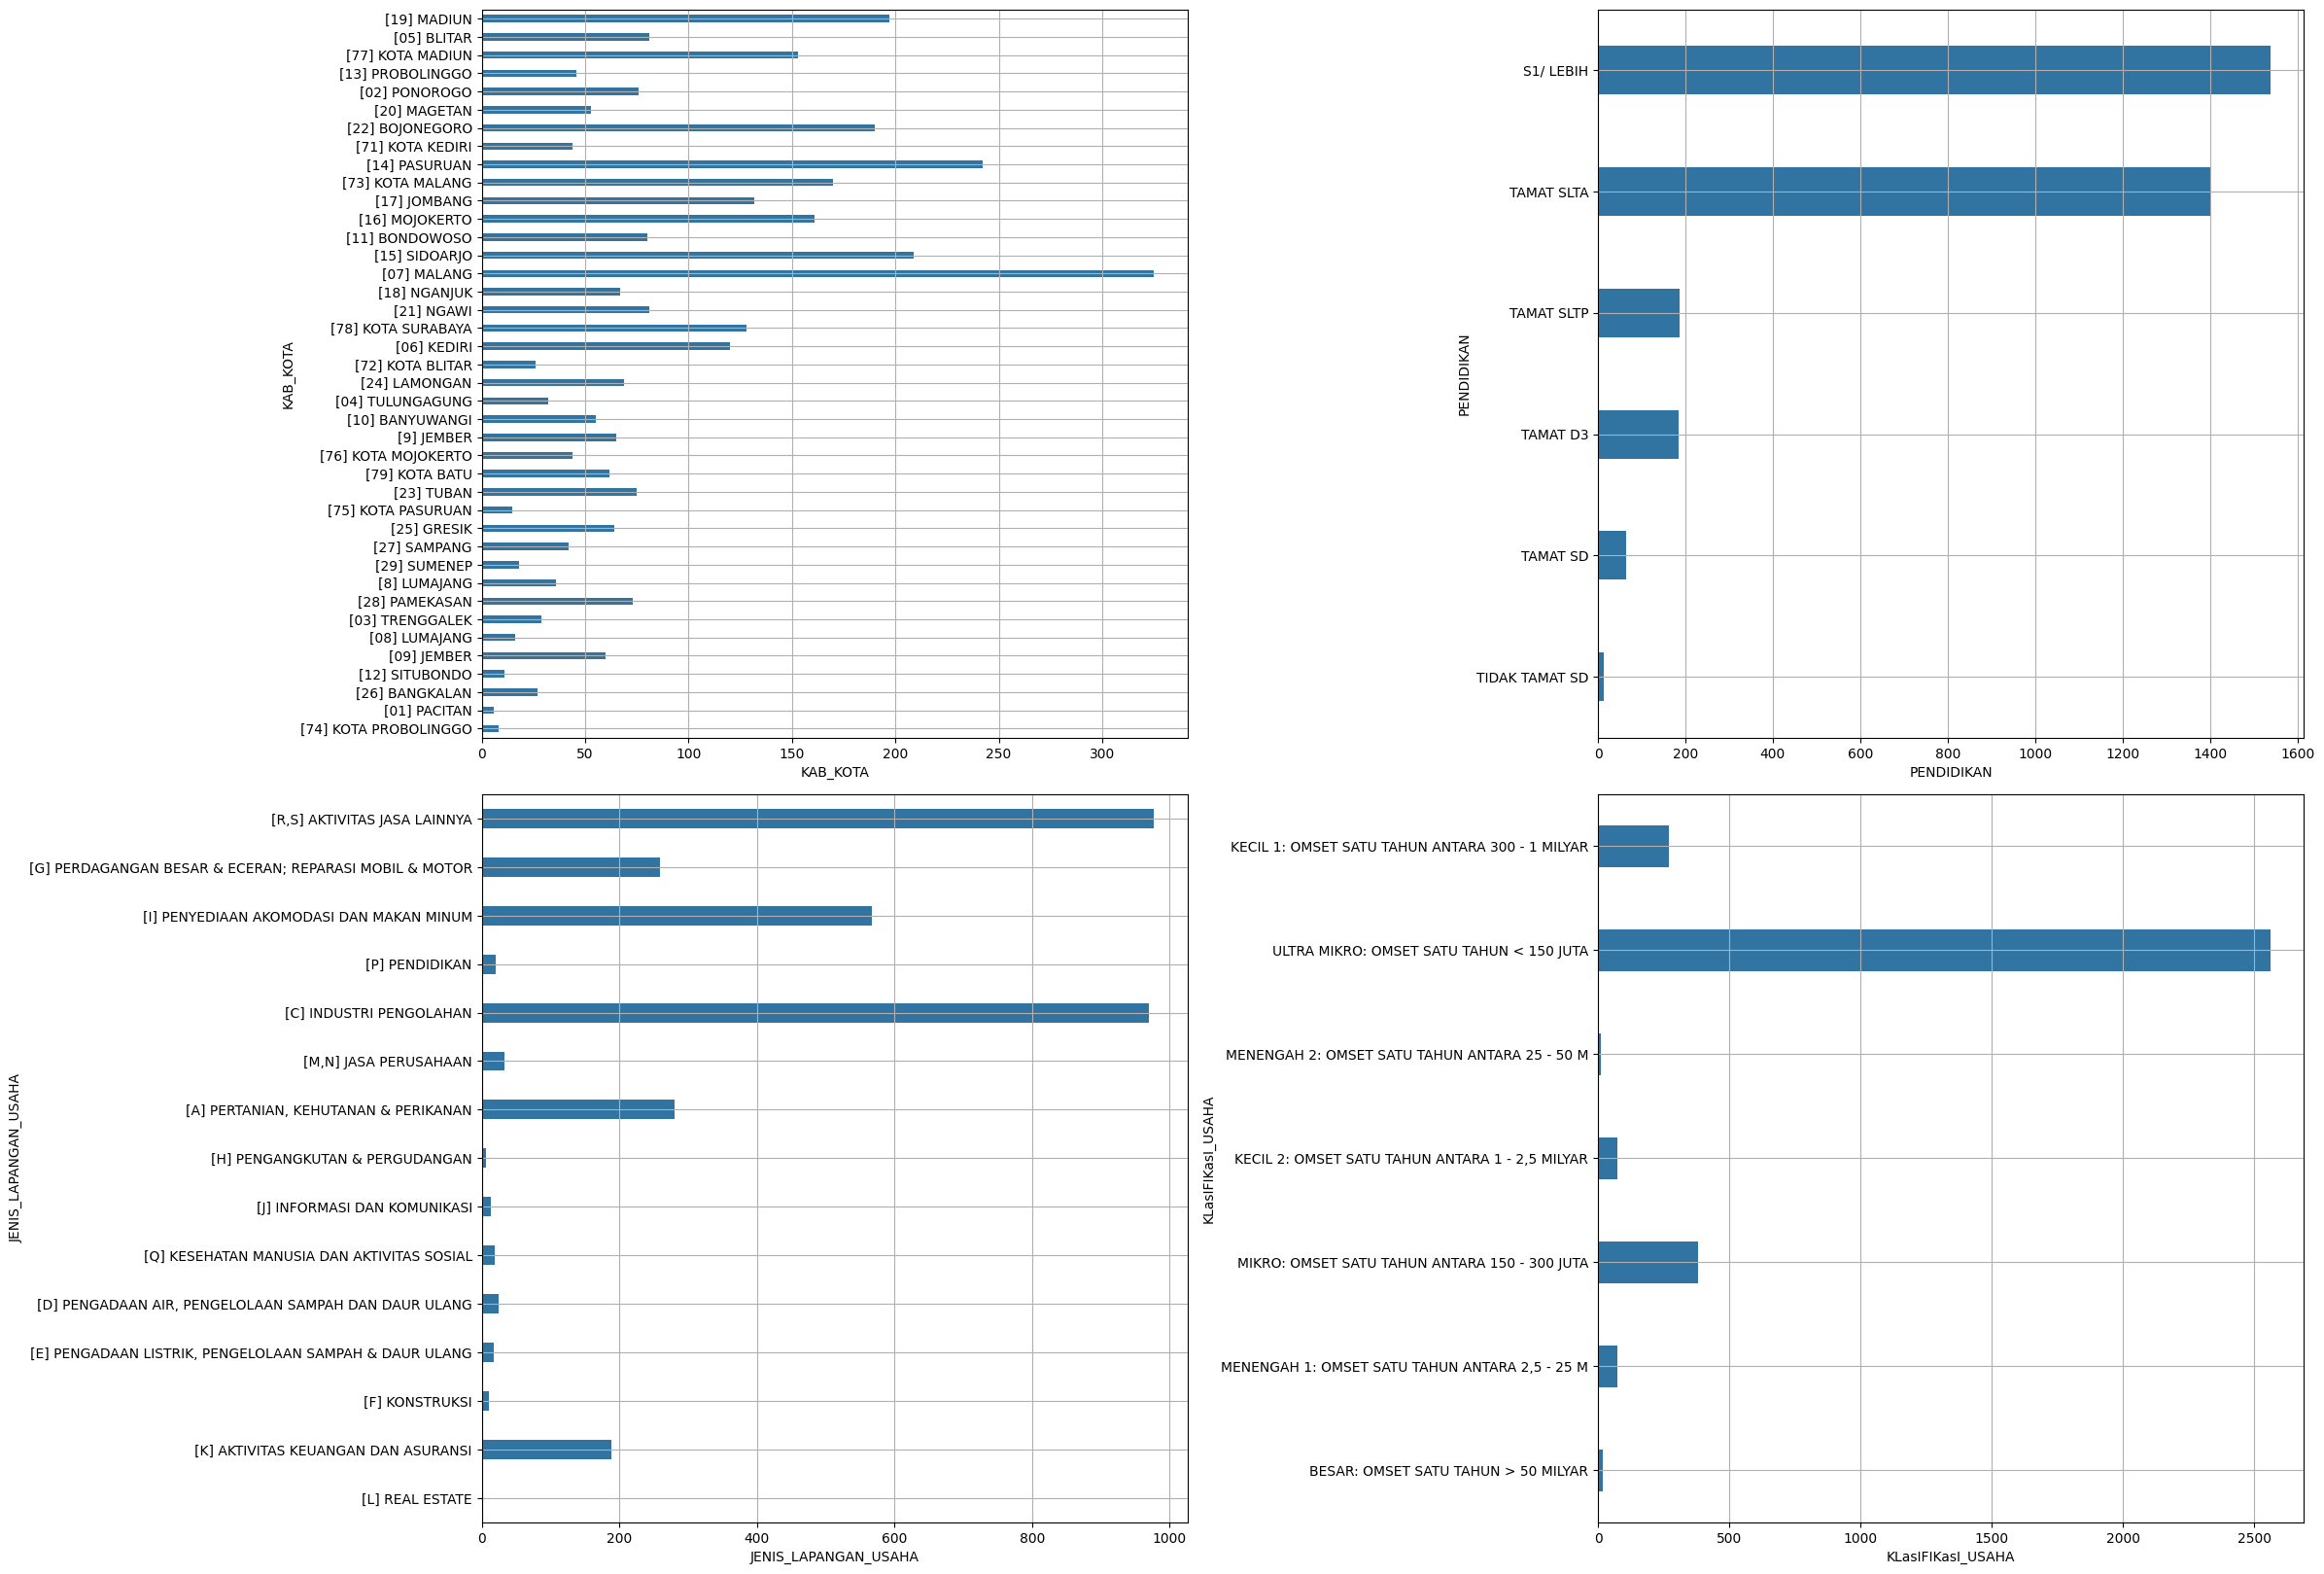 [19] MADIUN
[05] BLITAR
[77] KOTA MADIUN
[13] PROBOLINGGO
[02] PONOROGO
[20] MAGETAN
[22] BOJONEGORO
[71] KOTA KEDIRI
[14] PASURUAN
[73] KOTA MALANG
[17] JOMBANG
[16] MOJOKERTO
[11] BONDOWOSO
[15] SIDOARJO
[07] MALANG
[18] NGANJUK
[21] NGAWI
[78] KOTA SURABAYA
[06] KEDIRI
[72] KOTA BLITAR
[24] LAMONGAN
[04] TULUNGAGUNG
[10] BANYUWANGI
[9] JEMBER
[76] KOTA MOJOKERTO
[79] KOTA BATU
[23] TUBAN
[75] KOTA PASURUAN
[25] GRESIK
[27] SAMPANG
[29] SUMENEP
[8] LUMAJANG
[28] PAMEKASAN
[03] TRENGGALEK
[08] LUMAJANG
[09] JEMBER
[12] SITUBONDO
[26] BANGKALAN
[01] PACITAN
[74] KOTA PROBOLINGGO
KAB_KOTA
0 50 100 150 200 250 300
KAB_KOTA
S1/ LEBIH
TAMAT SLTA
TAMAT SLTP
TAMAT D3
TAMAT SD
TIDAK TAMAT SD
PENDIDIKAN
0 200 400 600 800 1000 1200 1400 1600
PENDIDIKAN
[R,S] AKTIVITAS JASA LAINNYA
[G] PERDAGANGAN BESAR & ECERAN; REPARASI MOBIL & MOTOR
[I] PENYEDIAAN AKOMODASI DAN MAKAN MINUM
[P] PENDIDIKAN
[C] INDUSTRI PENGOLAHAN
[M,N] JASA PERUSAHAAN
[A] PERTANIAN, KEHUTANAN & PERIKANAN
[H] PENGANGKUTAN & PERGUDANGAN
[J] INFORMASI DAN KOMUNIKASI
[Q] KESEHATAN MANUSIA DAN AKTIVITAS SOSIAL
[D] PENGADAAN AIR, PENGELOLAAN SAMPAH DAN DAUR ULANG
[E] PENGADAAN LISTRIK, PENGELOLAAN SAMPAH & DAUR ULANG
[F] KONSTRUKSI
[K] AKTIVITAS KEUANGAN DAN ASURANSI
[L] REAL ESTATE
JENIS_LAPANGAN_USAHA
0 200 400 600 800 1000
JENIS_LAPANGAN_USAHA
KECIL 1: OMSET SATU TAHUN ANTARA 300 - 1 MILYAR
ULTRA MIKRO: OMSET SATU TAHUN < 150 JUTA
MENENGAH 2: OMSET SATU TAHUN ANTARA 25 - 50 M
KECIL 2: OMSET SATU TAHUN ANTARA 1 - 2,5 MILYAR
MIKRO: OMSET SATU TAHUN ANTARA 150 - 300 JUTA
MENENGAH 1: OMSET SATU TAHUN ANTARA 2,5 - 25 M
BESAR: OMSET SATU TAHUN > 50 MILYAR
KLasIFIKasI_USAHA
0 500 1000 1500 2000 2500
KLasIFIKasI_USAHA